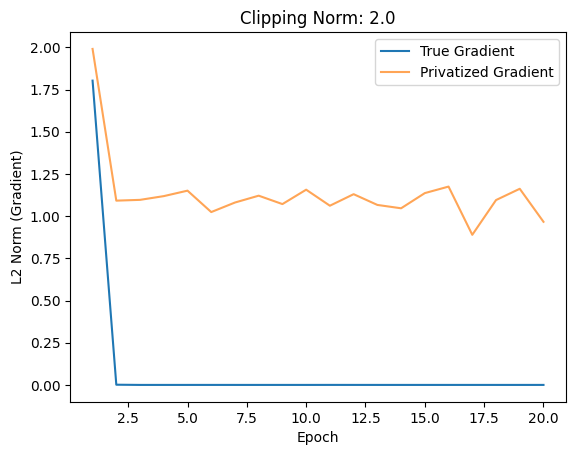 Clipping Norm: 2.0
True Gradient
Privatized Gradient
L2 Norm (Gradient)
2.00
1.75
1.50
1.25
1.00
0.75
0.50
0.25
0.00
2.5 5.0 7.5 10.0 12.5 15.0 17.5 20.0
Epoch